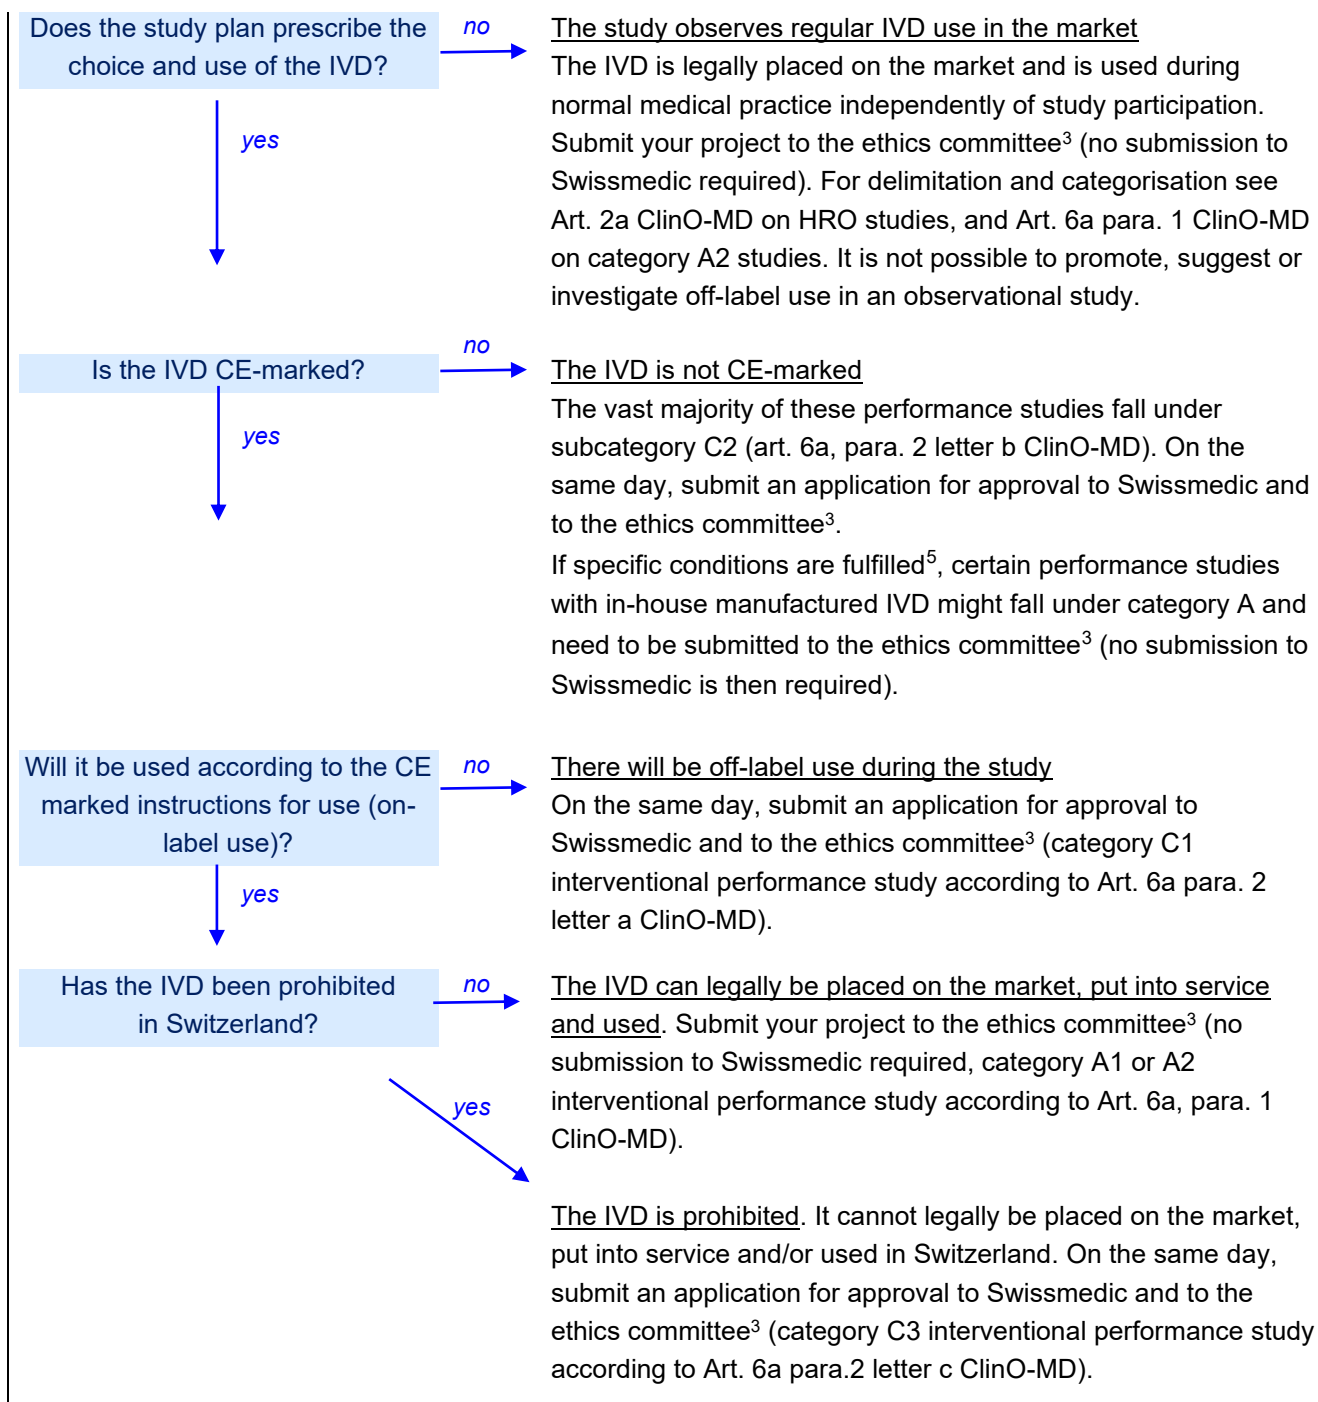 Does the study plan prescribe the
choice and use of the IVD?
no
yes
The study observes regular IVD use in the market
The IVD is legally placed on the market and is used during
normal medical practice independently of study participation.
Submit your project to the ethics committee³ (no submission to
Swissmedic required). For delimitation and categorisation see
Art. 2a ClinO-MD on HRO studies, and Art. 6a para. 1 ClinO-MD
on category A2 studies. It is not possible to promote, suggest or
investigate off-label use in an observational study.
Is the IVD CE-marked?
no
yes
The IVD is not CE-marked
The vast majority of these performance studies fall under
subcategory C2 (art. 6a, para. 2 letter b ClinO-MD). On the
same day, submit an application for approval to Swissmedic and
to the ethics committee³.
If specific conditions are fulfilled⁵, certain performance studies
with in-house manufactured IVD might fall under category A and
need to be submitted to the ethics committee³ (no submission to
Swissmedic is then required).
Will it be used according to the CE
marked instructions for use (on-
label use)?
no
yes
There will be off-label use during the study
On the same day, submit an application for approval to
Swissmedic and to the ethics committee³ (category C1
interventional performance study according to Art. 6a para. 2
letter a ClinO-MD).
Has the IVD been prohibited
in Switzerland?
no
yes
The IVD can legally be placed on the market, put into service
and used. Submit your project to the ethics committee³ (no
submission to Swissmedic required, category A1 or A2
interventional performance study according to Art. 6a, para. 1
ClinO-MD).
The IVD is prohibited. It cannot legally be placed on the market,
put into service and/or used in Switzerland. On the same day,
submit an application for approval to Swissmedic and to the
ethics committee³ (category C3 interventional performance study
according to Art. 6a para.2 letter c ClinO-MD).